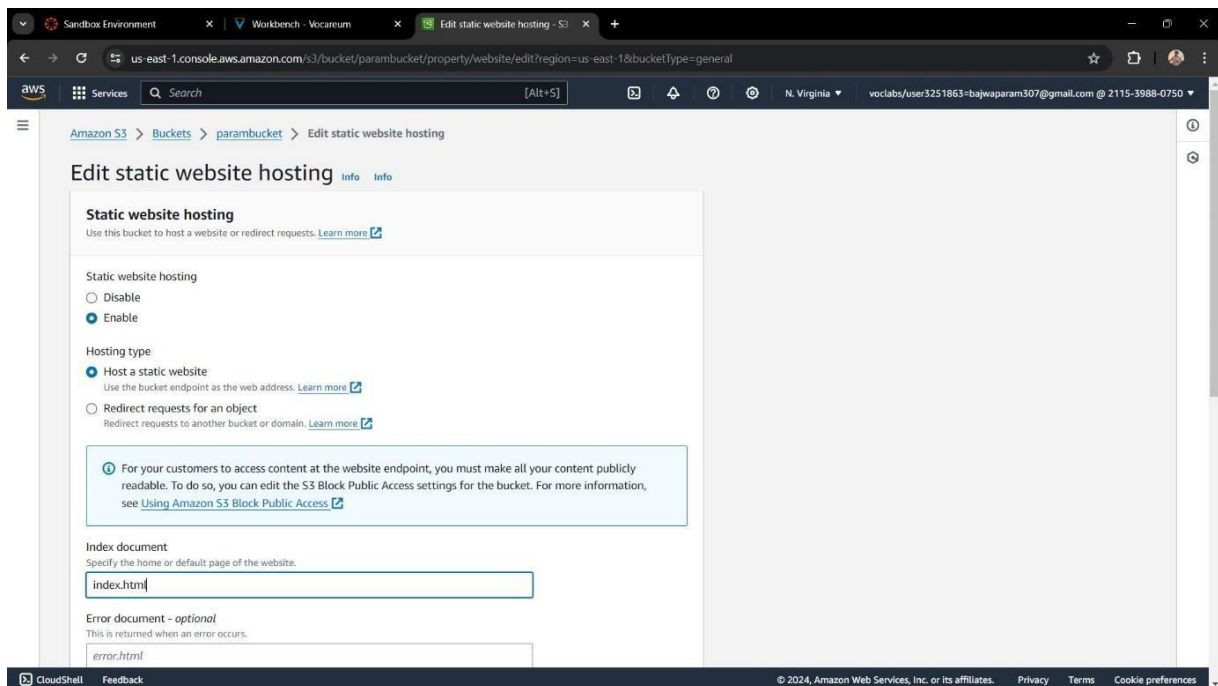 Sandbox Environment
Workbench - Vocareum
Edit static website hosting - S3
us-east-1.console.aws.amazon.com/s3/bucket/parambucket/property/website/edit?region=us-east-1&bucketType=general
aws
Services
Search
[Alt+S]
N. Virginia
voclabs/user3251863=bajwaparam307@gmail.com @ 2115-3988-0750
Amazon S3 > Buckets > parambucket > Edit static website hosting
Edit static website hosting Info Info
Static website hosting
Use this bucket to host a website or redirect requests. Learn more
Static website hosting
Disable
Enable
Hosting type
Host a static website
Use the bucket endpoint as the web address. Learn more
Redirect requests for an object
Redirect requests to another bucket or domain. Learn more
For your customers to access content at the website endpoint, you must make all your content publicly
readable. To do so, you can edit the S3 Block Public Access settings for the bucket. For more information,
see Using Amazon S3 Block Public Access
Index document
Specify the home or default page of the website.
index.html
Error document - optional
This is returned when an error occurs.
error.html
CloudShell Feedback
© 2024, Amazon Web Services, Inc. or its affiliates. Privacy Terms Cookie preferences